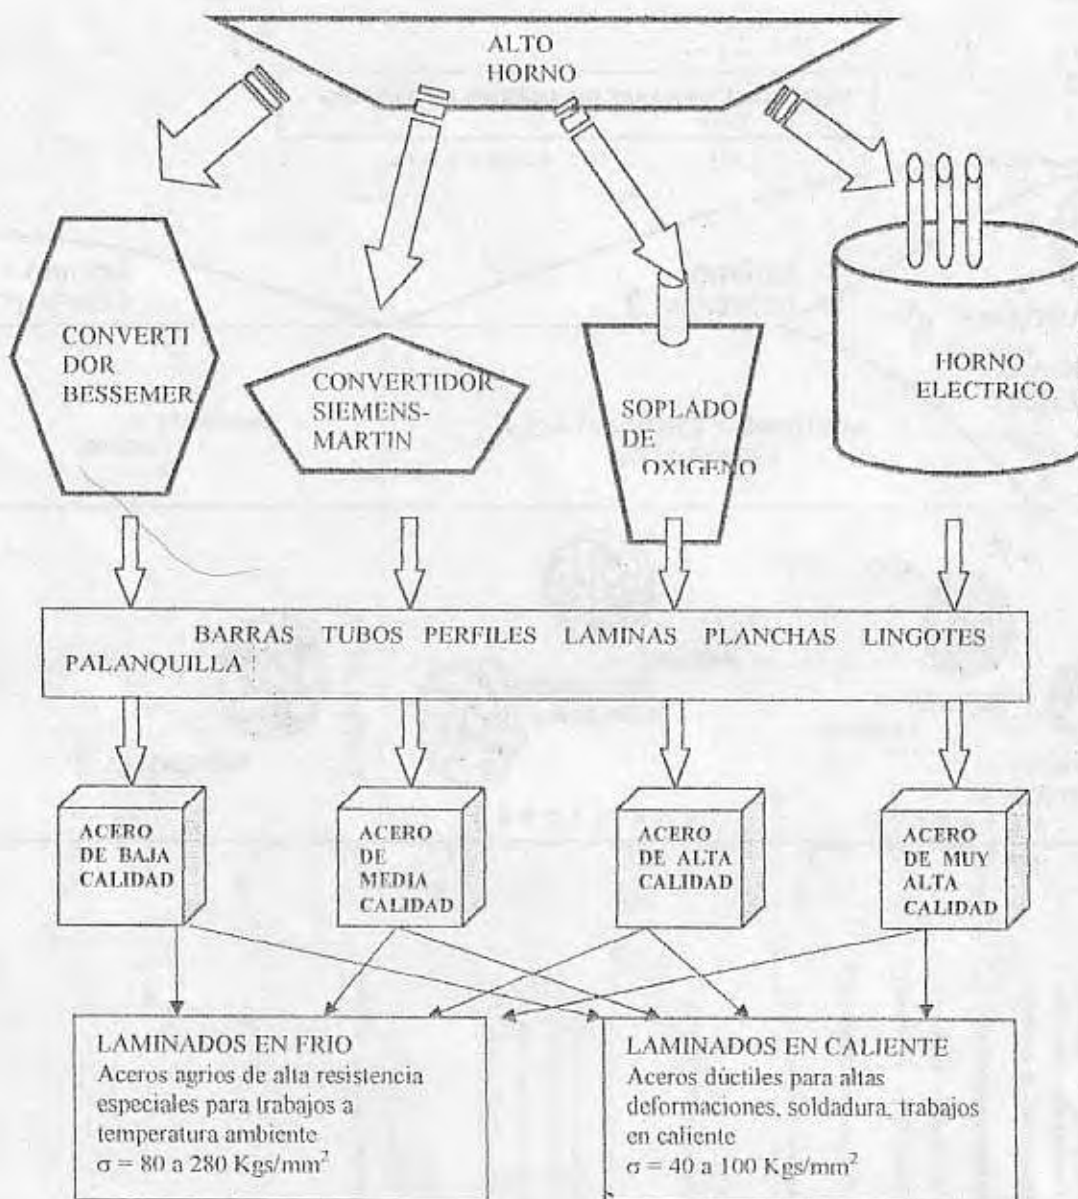 ALTO
HORNO
CONVERTI
DOR
BESSEMER
CONVERTIDOR
SIEMENS-
MARTIN
SOPLADO
DE
OXIGENO
HORNO
ELECTRICO
BARRAS TUBOS PERFILES LAMINAS PLANCHAS LINGOTES
PALANQUILLA
ACERO
DE BAJA
CALIDAD
ACERO
DE
MEDIA
CALIDAD
ACERO
DE ALTA
CALIDAD
ACERO
DE MUY
ALTA
CALIDAD
LAMINADOS EN FRIO
Aceros agrios de alta resistencia
especiales para trabajos a
temperatura ambiente
σ = 80 a 280 Kgs/mm²
LAMINADOS EN CALIENTE
Aceros dúctiles para altas
deformaciones, soldadura, trabajos
en caliente
σ = 40 a 100 Kgs/mm²